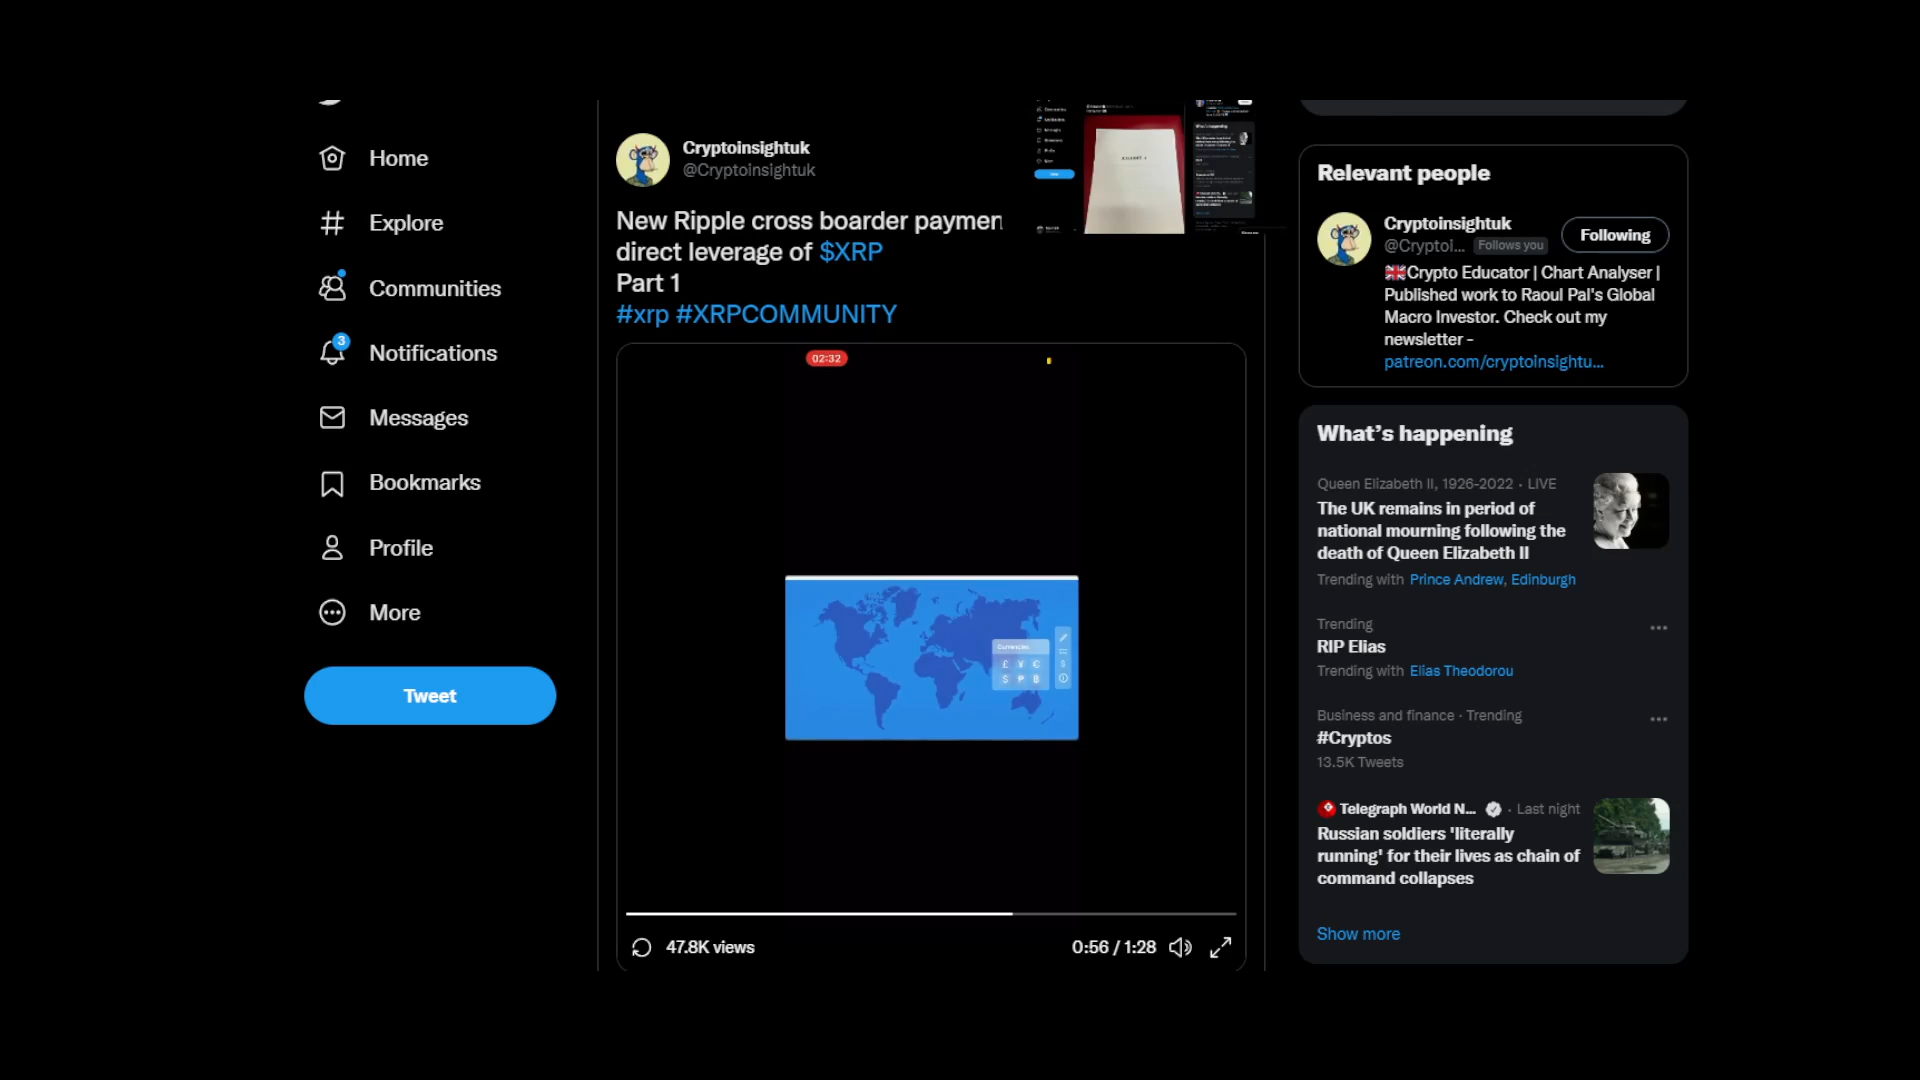 Home
Explore
Communities
Notifications
3
Messages
Bookmarks
Profile
More
Tweet
Cryptoinsightuk
@Cryptoinsightuk
New Ripple cross boarder paymen
direct leverage of $XRP
Part 1
#xrp #XRPCOMMUNITY
02:32
Currencies
£ ¥ €
$ ₱ ฿
47.8K views
0:56 / 1:28
Relevant people
Cryptoinsightuk
@Cryptoi... Follows you
Following
Crypto Educator | Chart Analyser |
Published work to Raoul Pal's Global
Macro Investor. Check out my
newsletter -
patreon.com/cryptoinsightu...
What's happening
Queen Elizabeth II, 1926-2022 · LIVE
The UK remains in period of
national mourning following the
death of Queen Elizabeth II
Trending with Prince Andrew, Edinburgh
Trending
RIP Elias
Trending with Elias Theodorou
Business and finance · Trending
#Cryptos
13.5K Tweets
Telegraph World N... · Last night
Russian soldiers 'literally
running' for their lives as chain of
command collapses
Show more